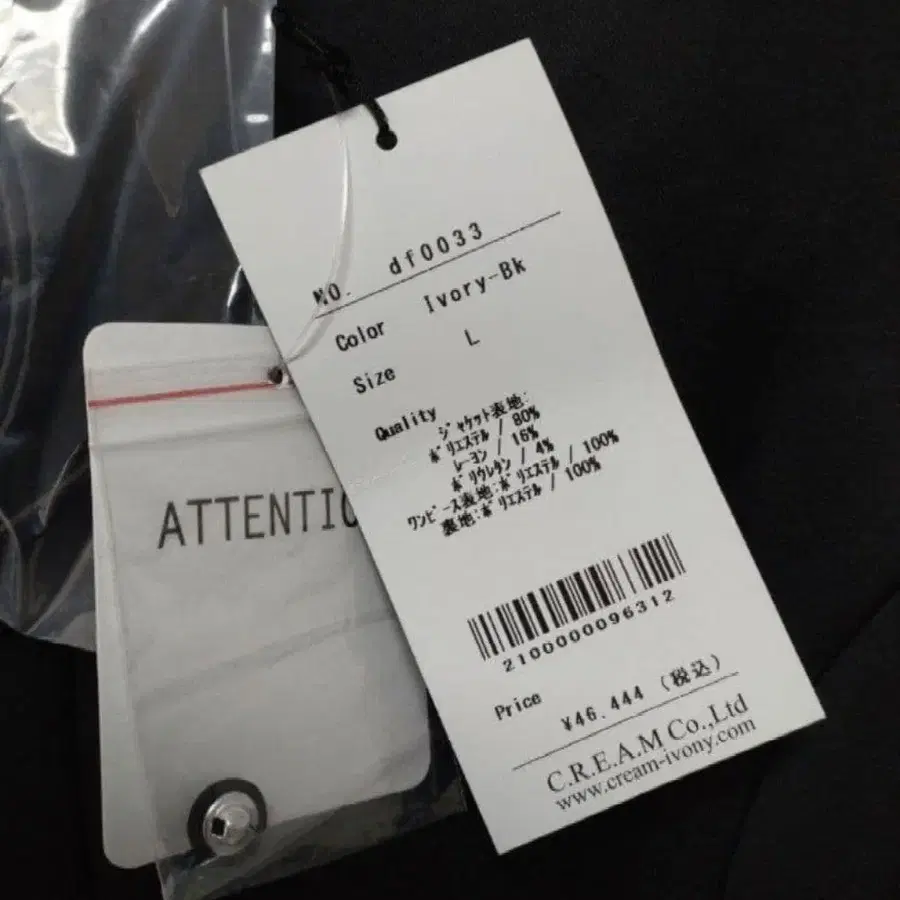 NO. df0033
Color Ivory-Bk
Size L
Quality ｼﾞｬｹｯﾄ表地:
ﾎﾟﾘｴｽﾃﾙ / 80%
ﾚｰﾖﾝ / 16%
ﾎﾟﾘｳﾚﾀﾝ / 4%
ﾜﾝﾋﾟｰｽ表地:ﾎﾟﾘｴｽﾃﾙ / 100%
裏地:ﾎﾟﾘｴｽﾃﾙ / 100%
2100000096312
Price ¥46.444 (税込)
C.R.E.A.M Co.,Ltd
www.cream-ivony.com
ATTENTIO